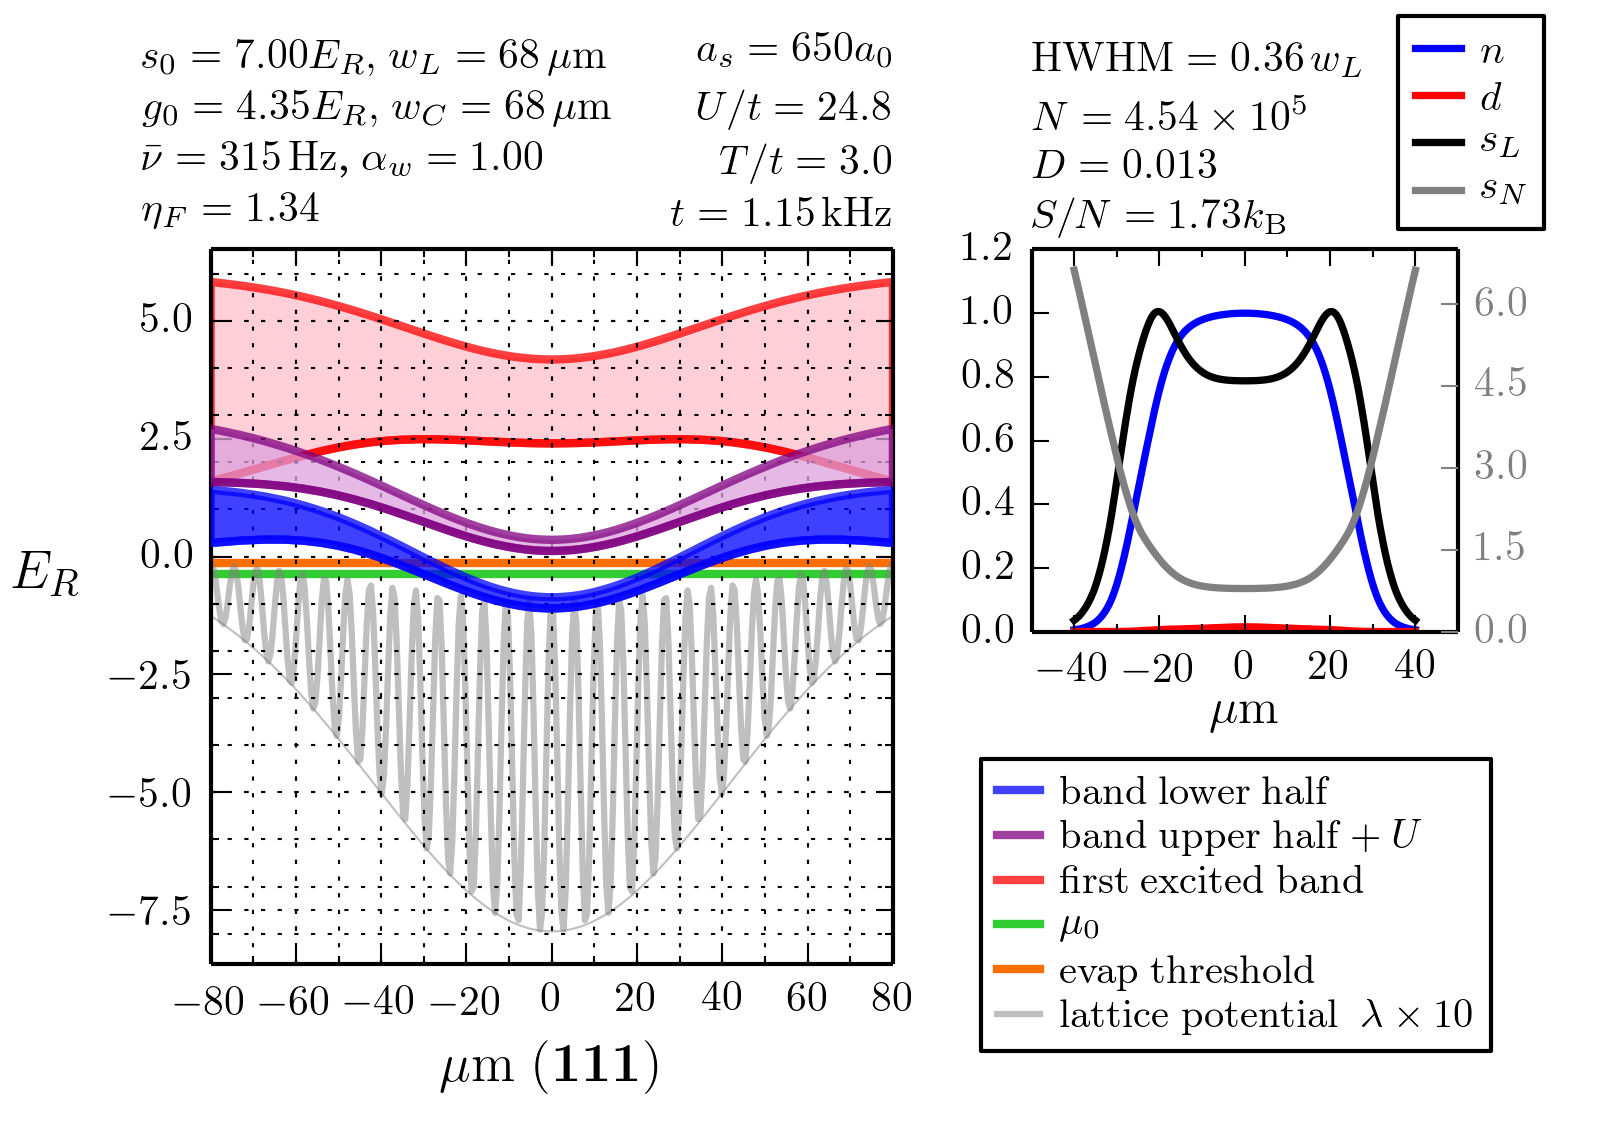 s₀ = 7.00E_R, w_L = 68 μm
g₀ = 4.35E_R, w_C = 68 μm
ν̄ = 315 Hz, α_w = 1.00
η_F = 1.34
a_s = 650a₀
U/t = 24.8
T/t = 3.0
t = 1.15 kHz
HWHM = 0.36 w_L
N = 4.54 × 10⁵
D = 0.013
S/N = 1.73k_B
n
d
s_L
s_N
E_R
5.0
2.5
0.0
−2.5
−5.0
−7.5
−80 −60 −40 −20 0 20 40 60 80
μm (111)
1.2
1.0
0.8
0.6
0.4
0.2
0.0
6.0
4.5
3.0
1.5
0.0
−40 −20 0 20 40
μm
band lower half
band upper half + U
first excited band
μ₀
evap threshold
lattice potential λ × 10